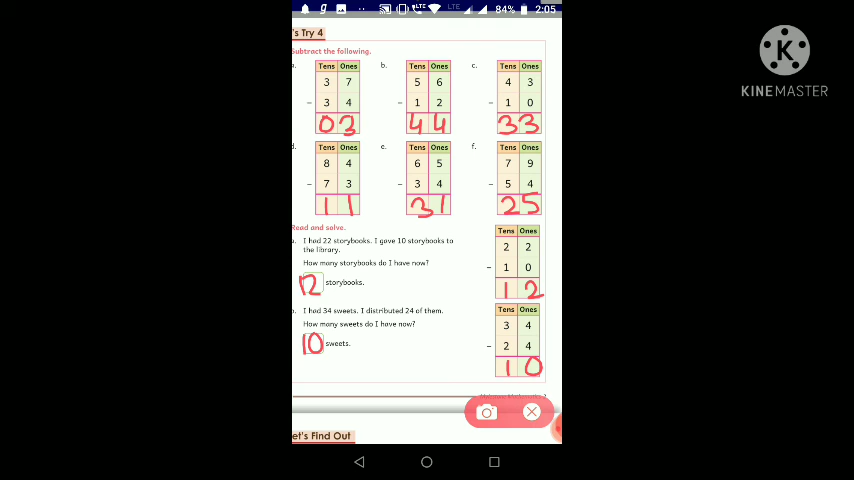 g LTE LTE 84% 2:05
's Try 4
K
KINEMASTER
Subtract the following.
a. b. c.
Tens Ones Tens Ones Tens Ones
3 7 5 6 4 3
- 3 4 - 1 2 - 1 0
0 3 4 4 3 3
d. e. f.
Tens Ones Tens Ones Tens Ones
8 4 6 5 7 9
- 7 3 - 3 4 - 5 4
1 1 3 1 2 5
Read and solve.
I had 22 storybooks. I gave 10 storybooks to
the library.
How many storybooks do I have now?
12 storybooks.
Tens Ones
2 2
- 1 0
1 2
I had 34 sweets. I distributed 24 of them.
How many sweets do I have now?
10 sweets.
Tens Ones
3 4
- 2 4
1 0
et's Find Out